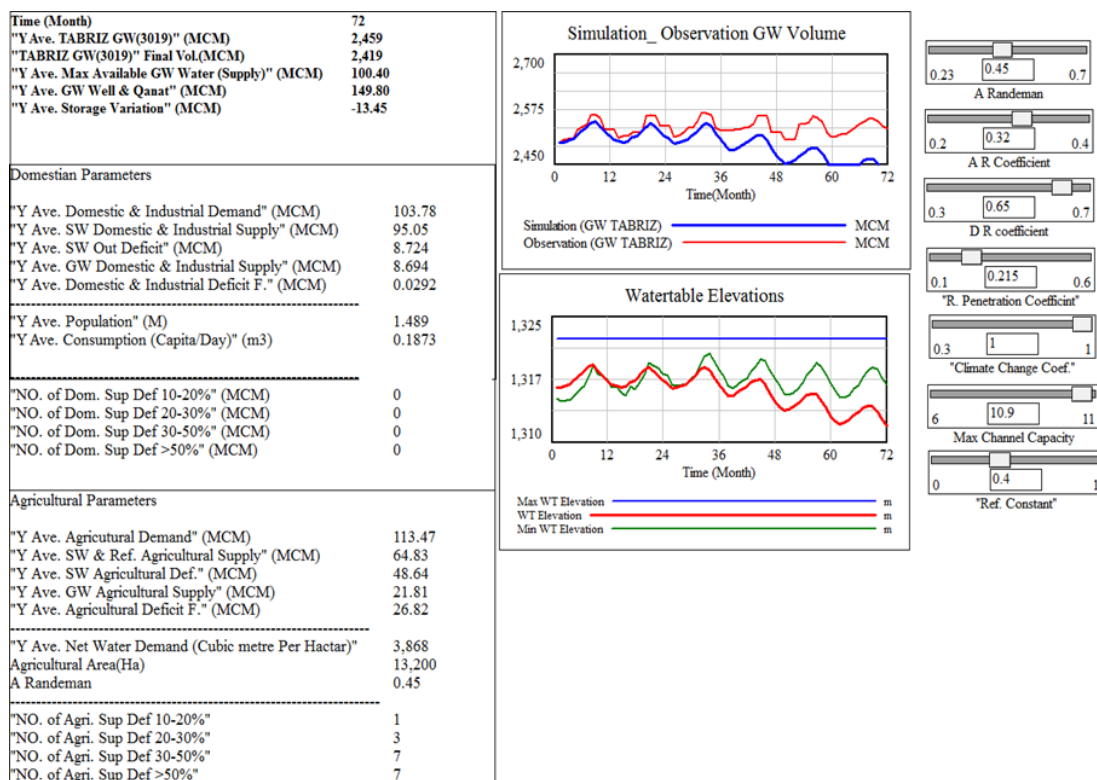 Time (Month) 72
"Y Ave. TABRIZ GW(3019)" (MCM) 2,459
"TABRIZ GW(3019)" Final Vol.(MCM) 2,419
"Y Ave. Max Available GW Water (Supply)" (MCM) 100.40
"Y Ave. GW Well & Qanat" (MCM) 149.80
"Y Ave. Storage Variation" (MCM) -13.45
Domestian Parameters
"Y Ave. Domestic & Industrial Demand" (MCM) 103.78
"Y Ave. SW Domestic & Industrial Supply" (MCM) 95.05
"Y Ave. SW Out Deficit" (MCM) 8.724
"Y Ave. GW Domestic & Industrial Supply" (MCM) 8.694
"Y Ave. Domestic & Industrial Deficit F." (MCM) 0.0292
"Y Ave. Population" (M) 1.489
"Y Ave. Consumption (Capita/Day)" (m3) 0.1873
"NO. of Dom. Sup Def 10-20%" (MCM) 0
"NO. of Dom. Sup Def 20-30%" (MCM) 0
"NO. of Dom. Sup Def 30-50%" (MCM) 0
"NO. of Dom. Sup Def >50%" (MCM) 0
Agricultural Parameters
"Y Ave. Agricutural Demand" (MCM) 113.47
"Y Ave. SW & Ref. Agricultural Supply" (MCM) 64.83
"Y Ave. SW Agricultural Def." (MCM) 48.64
"Y Ave. GW Agricultural Supply" (MCM) 21.81
"Y Ave. Agricultural Deficit F." (MCM) 26.82
"Y Ave. Net Water Demand (Cubic metre Per Hactar)" 3,868
Agricultural Area(Ha) 13,200
A Randeman 0.45
"NO. of Agri. Sup Def 10-20%" 1
"NO. of Agri. Sup Def 20-30%" 3
"NO. of Agri. Sup Def 30-50%" 7
"NO. of Agri. Sup Def >50%" 7
Simulation_ Observation GW Volume
2,700
2,575
2,450
0 12 24 36 48 60 72
Time(Month)
Simulation (GW TABRIZ) MCM
Observation (GW TABRIZ) MCM
Watertable Elevations
1,325
1,317
1,310
0 12 24 36 48 60 72
Time (Month)
Max WT Elevation m
WT Elevation m
Min WT Elevation m
0.23 0.45 0.7
A Randeman
0.2 0.32 0.4
A R Coefficient
0.3 0.65 0.7
D R coefficient
0.1 0.215 0.6
"R. Penetration Coefficint"
0.3 1 1
"Climate Change Coef."
6 10.9 11
Max Channel Capacity
0 0.4 1
"Ref. Constant"